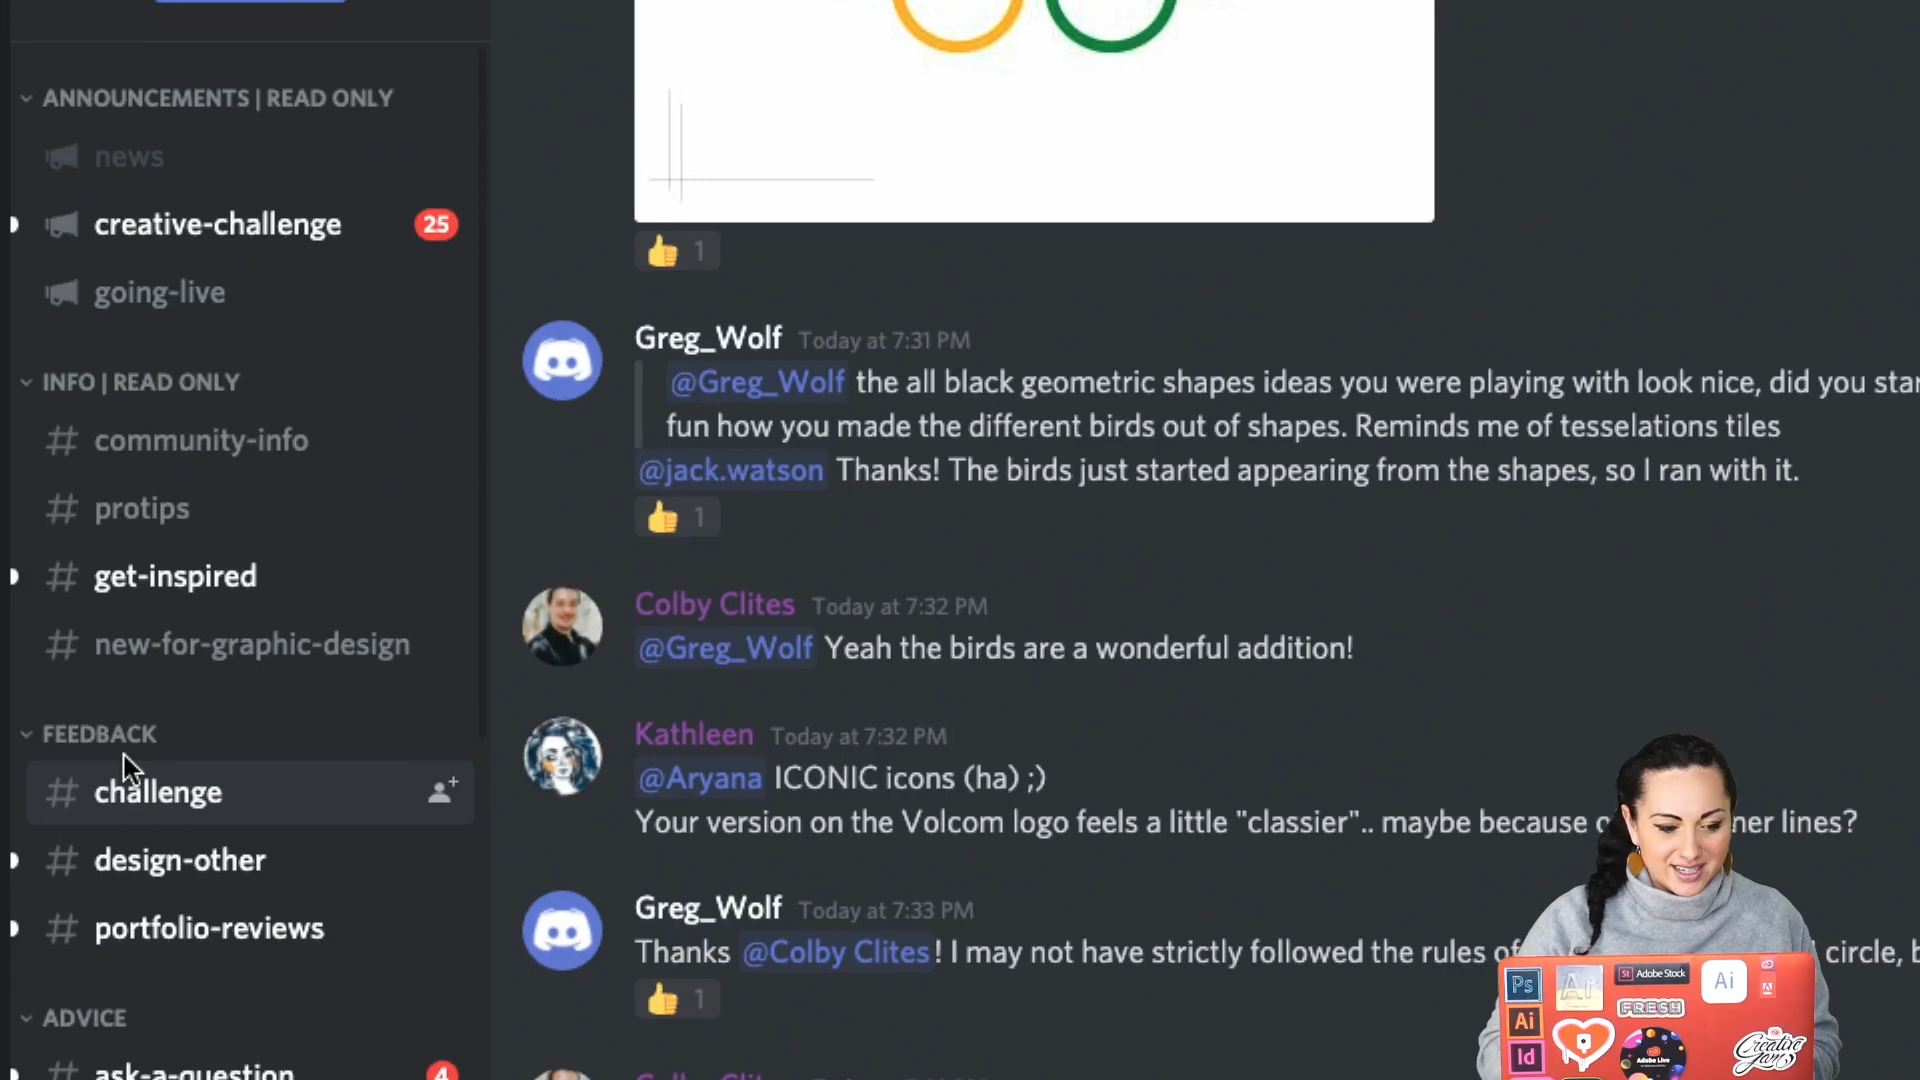 ANNOUNCEMENTS | READ ONLY
news
creative-challenge 25
going-live
INFO | READ ONLY
community-info
protips
get-inspired
new-for-graphic-design
FEEDBACK
challenge
design-other
portfolio-reviews
ADVICE
ask-a-question 4
1
Greg_Wolf Today at 7:31 PM
@Greg_Wolf the all black geometric shapes ideas you were playing with look nice, did you
fun how you made the different birds out of shapes. Reminds me of tesselations tiles
@jack.watson Thanks! The birds just started appearing from the shapes, so I ran with it.
1
Colby Clites Today at 7:32 PM
@Greg_Wolf Yeah the birds are a wonderful addition!
Kathleen Today at 7:32 PM
@Aryana ICONIC icons (ha) ;)
Your version on the Volcom logo feels a little "classier".. maybe because lines?
Greg_Wolf Today at 7:33 PM
Thanks @Colby Clites! I may not have strictly followed the rules of circle,
1
Ps
St Adobe Stock
Ai
FRESH
Ai
Id
Adobe Live
Creative Jam